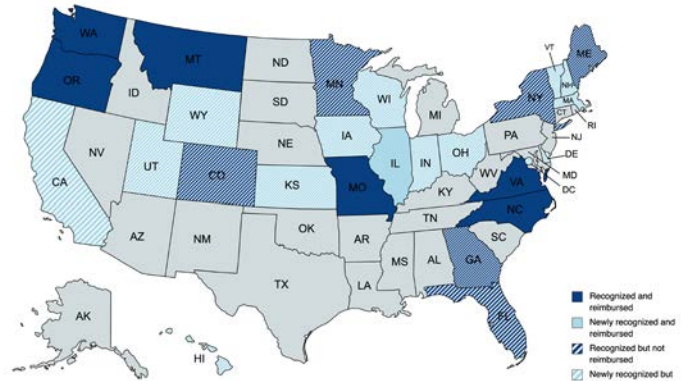 WA
MT
ND
MN
VT
ME
OR
ID
SD
WI
NH
NY
MA
WY
MI
CT
RI
NV
NE
IA
PA
NJ
CA
UT
CO
KS
MO
IL
IN
OH
DE
WV
VA
MD
DC
KY
NC
AZ
NM
OK
AR
TN
SC
MS
AL
GA
TX
LA
FL
AK
HI
Recognized and
reimbursed
Newly recognized and
reimbursed
Recognized but not
reimbursed
Newly recognized but